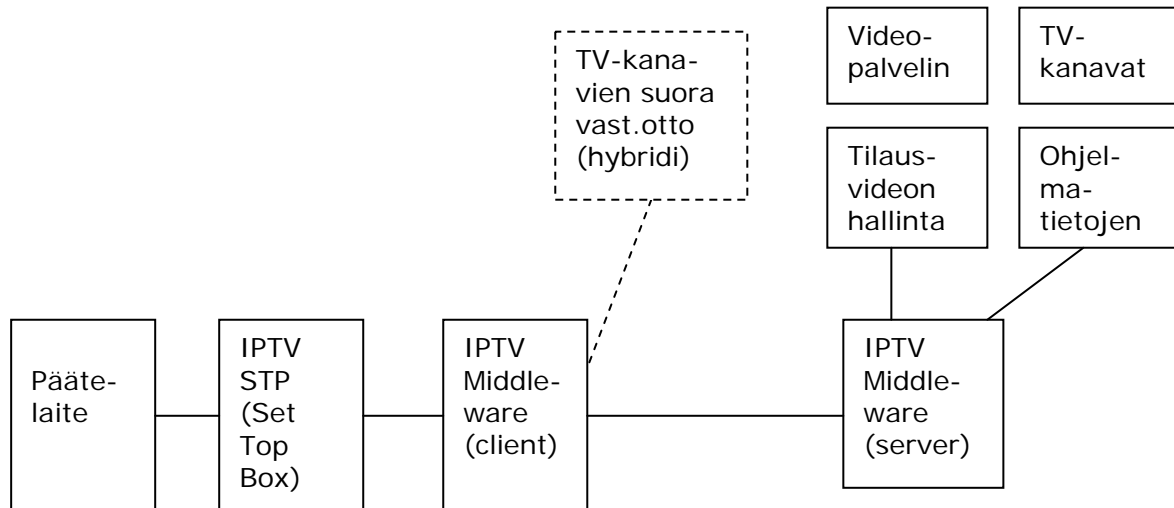 TV-kana-
vien suora
vast.otto
(hybridi)
Video-
palvelin
TV-
kanavat
Tilaus-
videon
hallinta
Ohjel-
ma-
tietojen
Pääte-
laite
IPTV
STP
(Set
Top
Box)
IPTV
Middle-
ware
(client)
IPTV
Middle-
ware
(server)